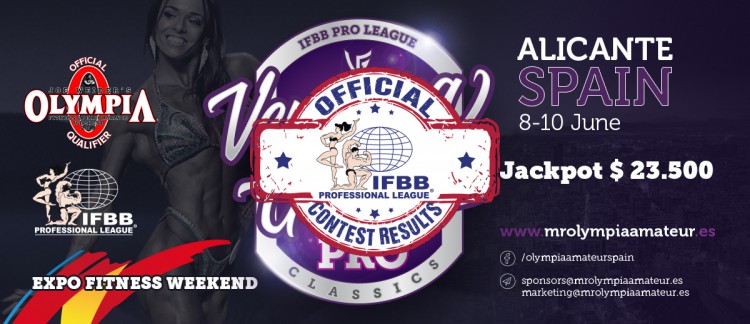 OFFICIAL
JOE WEIDER'S
OLYMPIA
QUALIFIER
IFBB
PROFESSIONAL LEAGUE®
EXPO FITNESS WEEKEND
IFBB PRO LEAGUE
OFFICIAL
IFBB
PROFESSIONAL LEAGUE®
CONTEST RESULTS
PRO
CLASSICS
ALICANTE
SPAIN
8-10 June
Jackpot $ 23.500
www.mrolympiaamateur.es
/olympiaamateurspain
sponsors@mrolympiaamateur.es
marketing@mrolympiaamateur.es